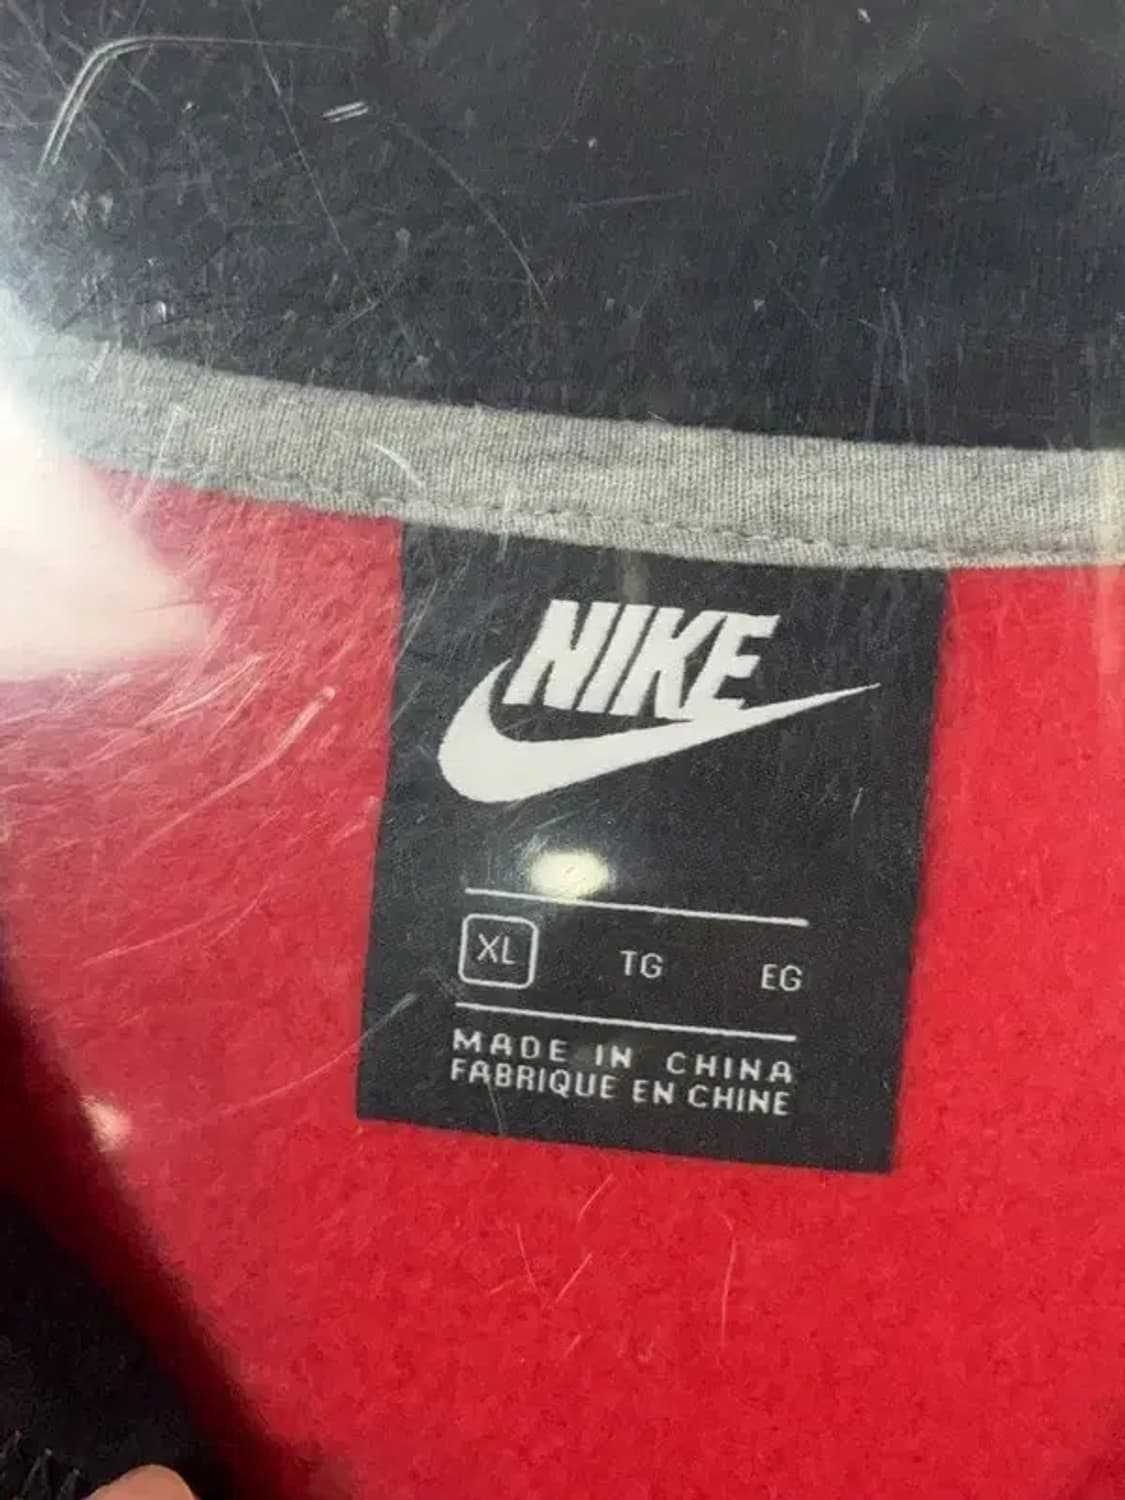 NIKE
XL TG EG
MADE IN CHINA
FABRIQUE EN CHINE